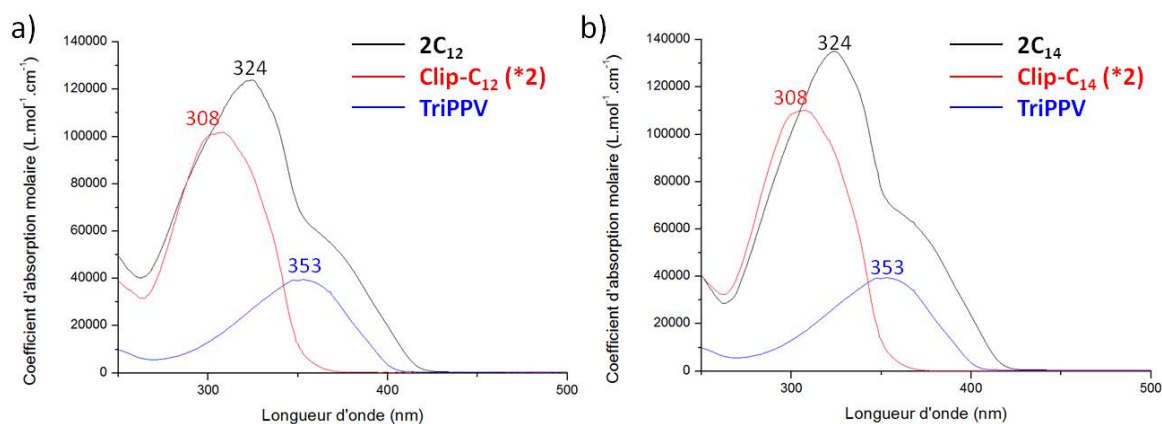 a)
2C12
Clip-C12 (*2)
TriPPV
324
308
353
Coefficient d'absorption molaire (L.mol-1.cm-1)
140000
120000
100000
80000
60000
40000
20000
0
300
400
500
Longueur d'onde (nm)
b)
2C14
Clip-C14 (*2)
TriPPV
324
308
353
Coefficient d'absorption molaire (L.mol-1.cm-1)
140000
120000
100000
80000
60000
40000
20000
0
300
400
500
Longueur d'onde (nm)